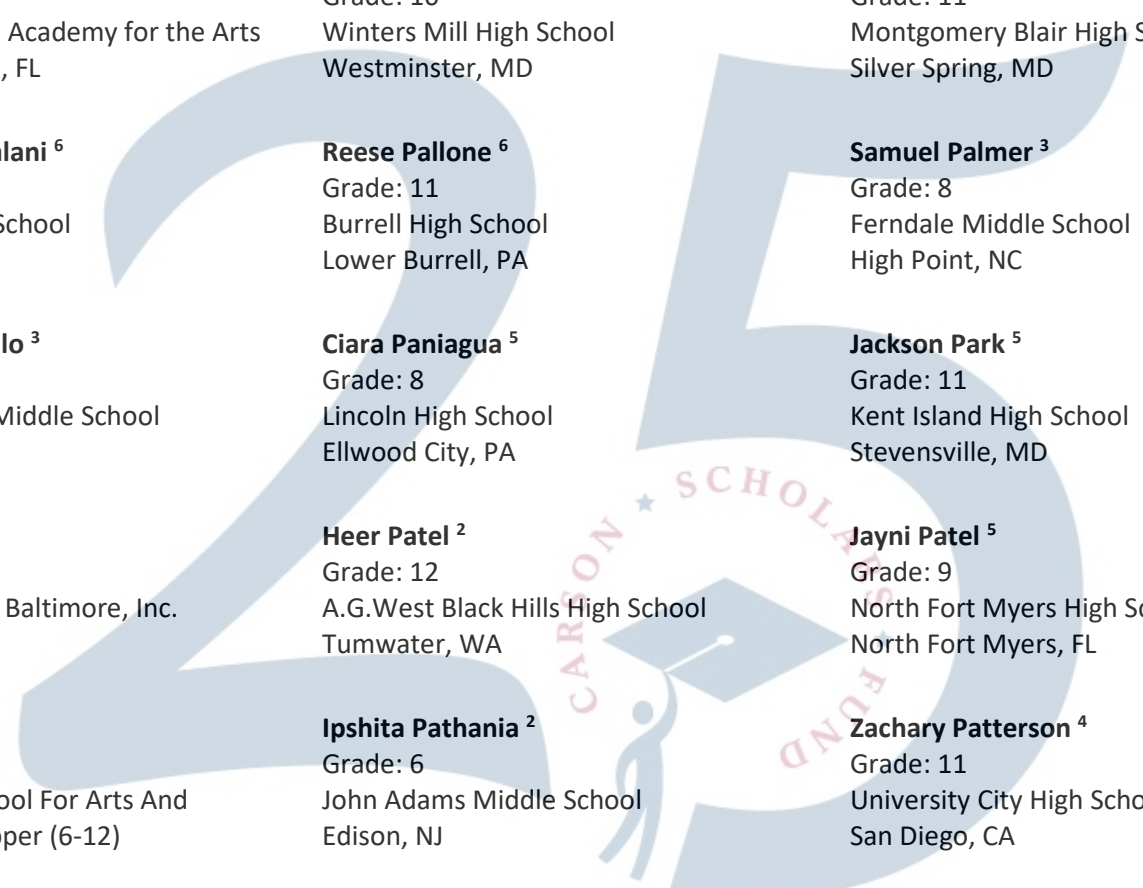 Academy for the Arts
, FL
lani ⁶
School
lo ³
Middle School
Baltimore, Inc.
ool For Arts And
per (6-12)
Grade: 10
Winters Mill High School
Westminster, MD
Reese Pallone ⁶
Grade: 11
Burrell High School
Lower Burrell, PA
Ciara Paniagua ⁵
Grade: 8
Lincoln High School
Ellwood City, PA
Heer Patel ²
Grade: 12
A.G.West Black Hills High School
Tumwater, WA
Ipshita Pathania ²
Grade: 6
John Adams Middle School
Edison, NJ
Grade: 11
Montgomery Blair High S
Silver Spring, MD
Samuel Palmer ³
Grade: 8
Ferndale Middle School
High Point, NC
Jackson Park ⁵
Grade: 11
Kent Island High School
Stevensville, MD
Jayni Patel ⁵
Grade: 9
North Fort Myers High Sc
North Fort Myers, FL
Zachary Patterson ⁴
Grade: 11
University City High Scho
San Diego, CA
25
CARSON ★ SCHOLARS ★ FUND